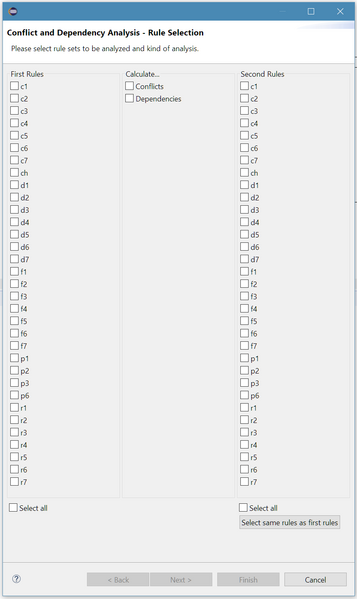 Conflict and Dependency Analysis - Rule Selection
Please select rule sets to be analyzed and kind of analysis.
First Rules
c1
c2
c3
c4
c5
c6
c7
ch
d1
d2
d3
d4
d5
d6
d7
f1
f2
f3
f4
f5
f6
f7
p1
p2
p3
p6
r1
r2
r3
r4
r5
r6
r7
Select all
Calculate...
Conflicts
Dependencies
Second Rules
c1
c2
c3
c4
c5
c6
c7
ch
d1
d2
d3
d4
d5
d6
d7
f1
f2
f3
f4
f5
f6
f7
p1
p2
p3
p6
r1
r2
r3
r4
r5
r6
r7
Select all
Select same rules as first rules
? < Back Next > Finish Cancel